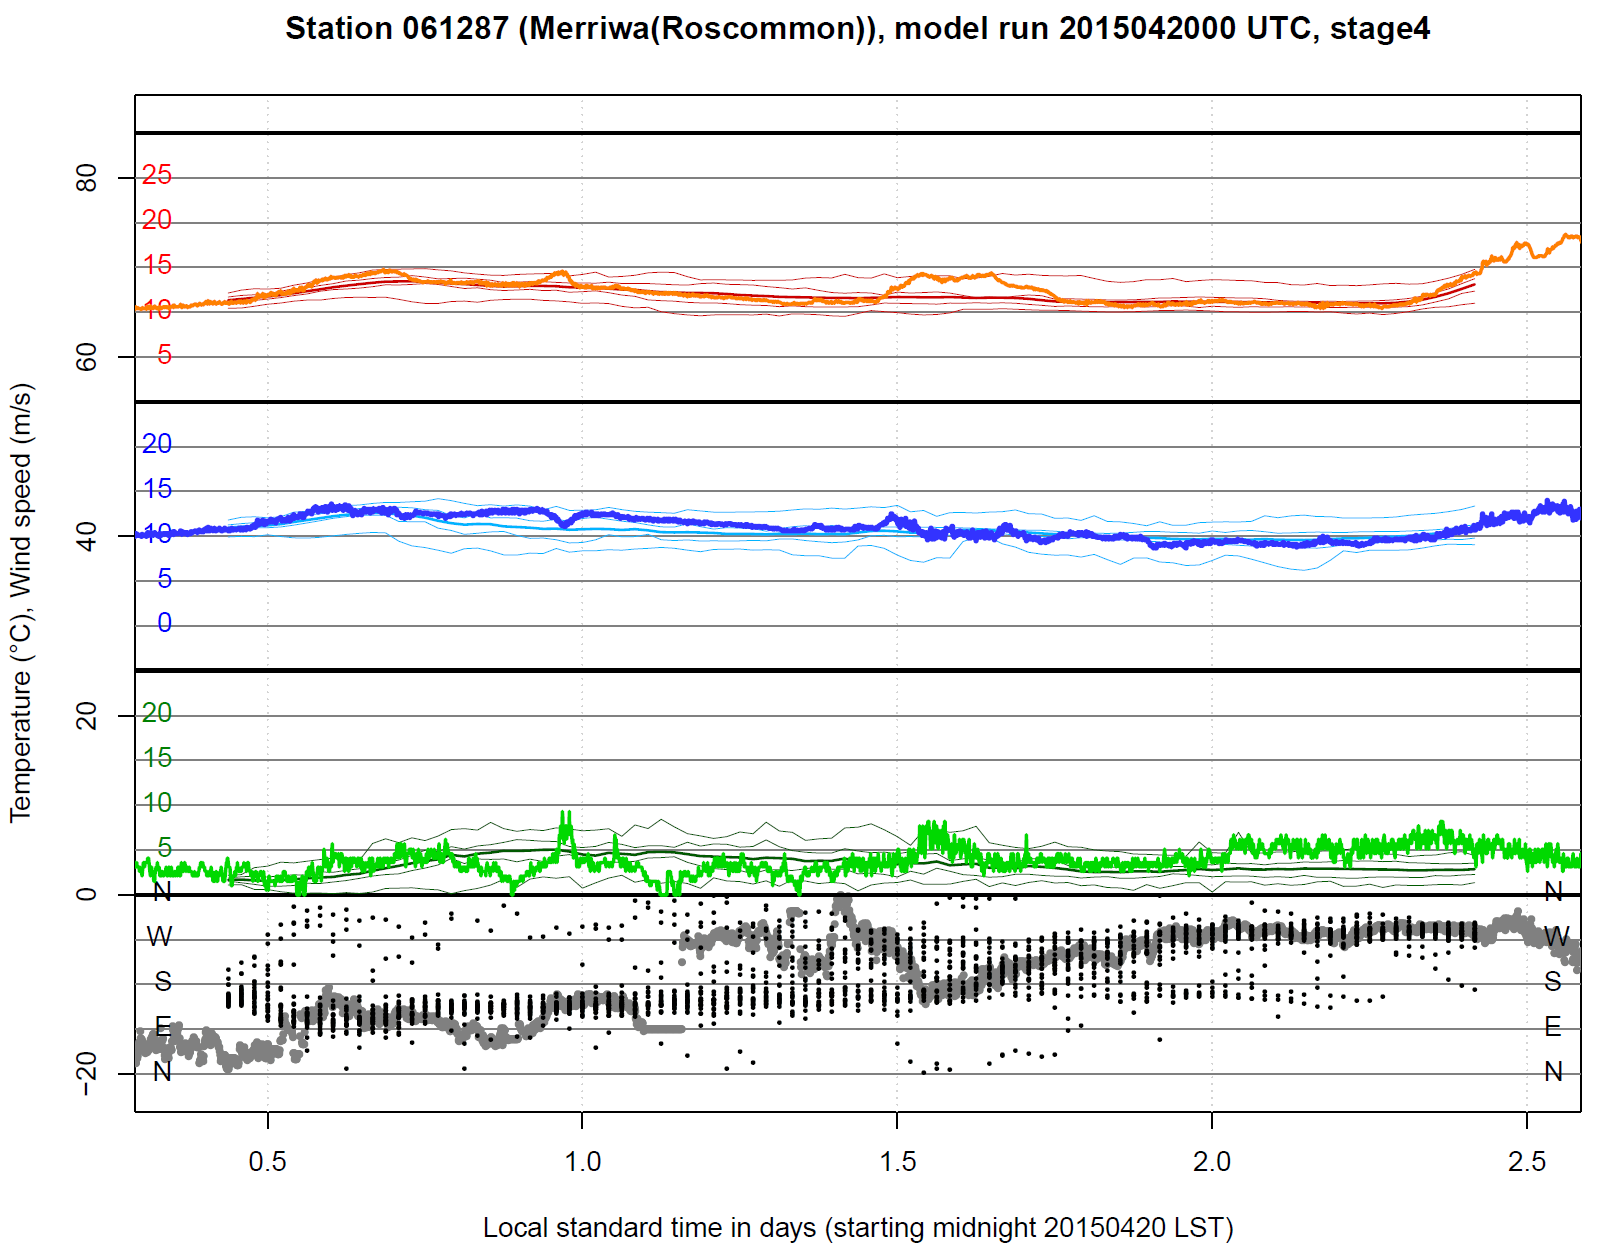 Station 061287 (Merriwa(Roscommon)), model run 2015042000 UTC, stage4
Temperature (°C), Wind speed (m/s)
80
60
40
20
0
−20
25
20
15
10
5
20
15
10
5
0
20
15
10
5
N
W
S
E
N
N
W
S
E
N
0.5
1.0
1.5
2.0
2.5
Local standard time in days (starting midnight 20150420 LST)